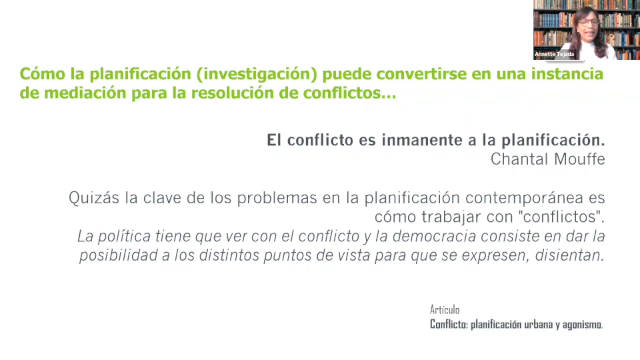 Annette Tejada
Cómo la planificación (investigación) puede convertirse en una instancia
de mediación para la resolución de conflictos...
El conflicto es inmanente a la planificación.
Chantal Mouffe
Quizás la clave de los problemas en la planificación contemporánea es
cómo trabajar con "conflictos".
La política tiene que ver con el conflicto y la democracia consiste en dar la
posibilidad a los distintos puntos de vista para que se expresen, disientan.
Artículo
Conflicto: planificación urbana y agonismo.